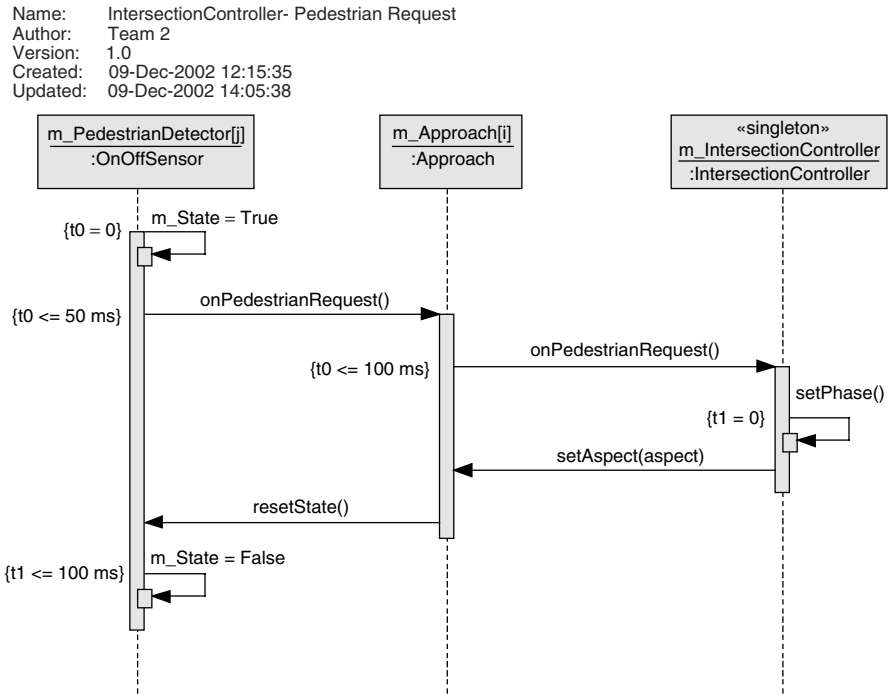 Name: IntersectionController- Pedestrian Request
Author: Team 2
Version: 1.0
Created: 09-Dec-2002 12:15:35
Updated: 09-Dec-2002 14:05:38
m_PedestrianDetector[j]
:OnOffSensor
m_Approach[i]
:Approach
«singleton»
m_IntersectionController
:IntersectionController
m_State = True
{t0 = 0}
onPedestrianRequest()
{t0 <= 50 ms}
onPedestrianRequest()
{t0 <= 100 ms}
setPhase()
{t1 = 0}
setAspect(aspect)
resetState()
m_State = False
{t1 <= 100 ms}